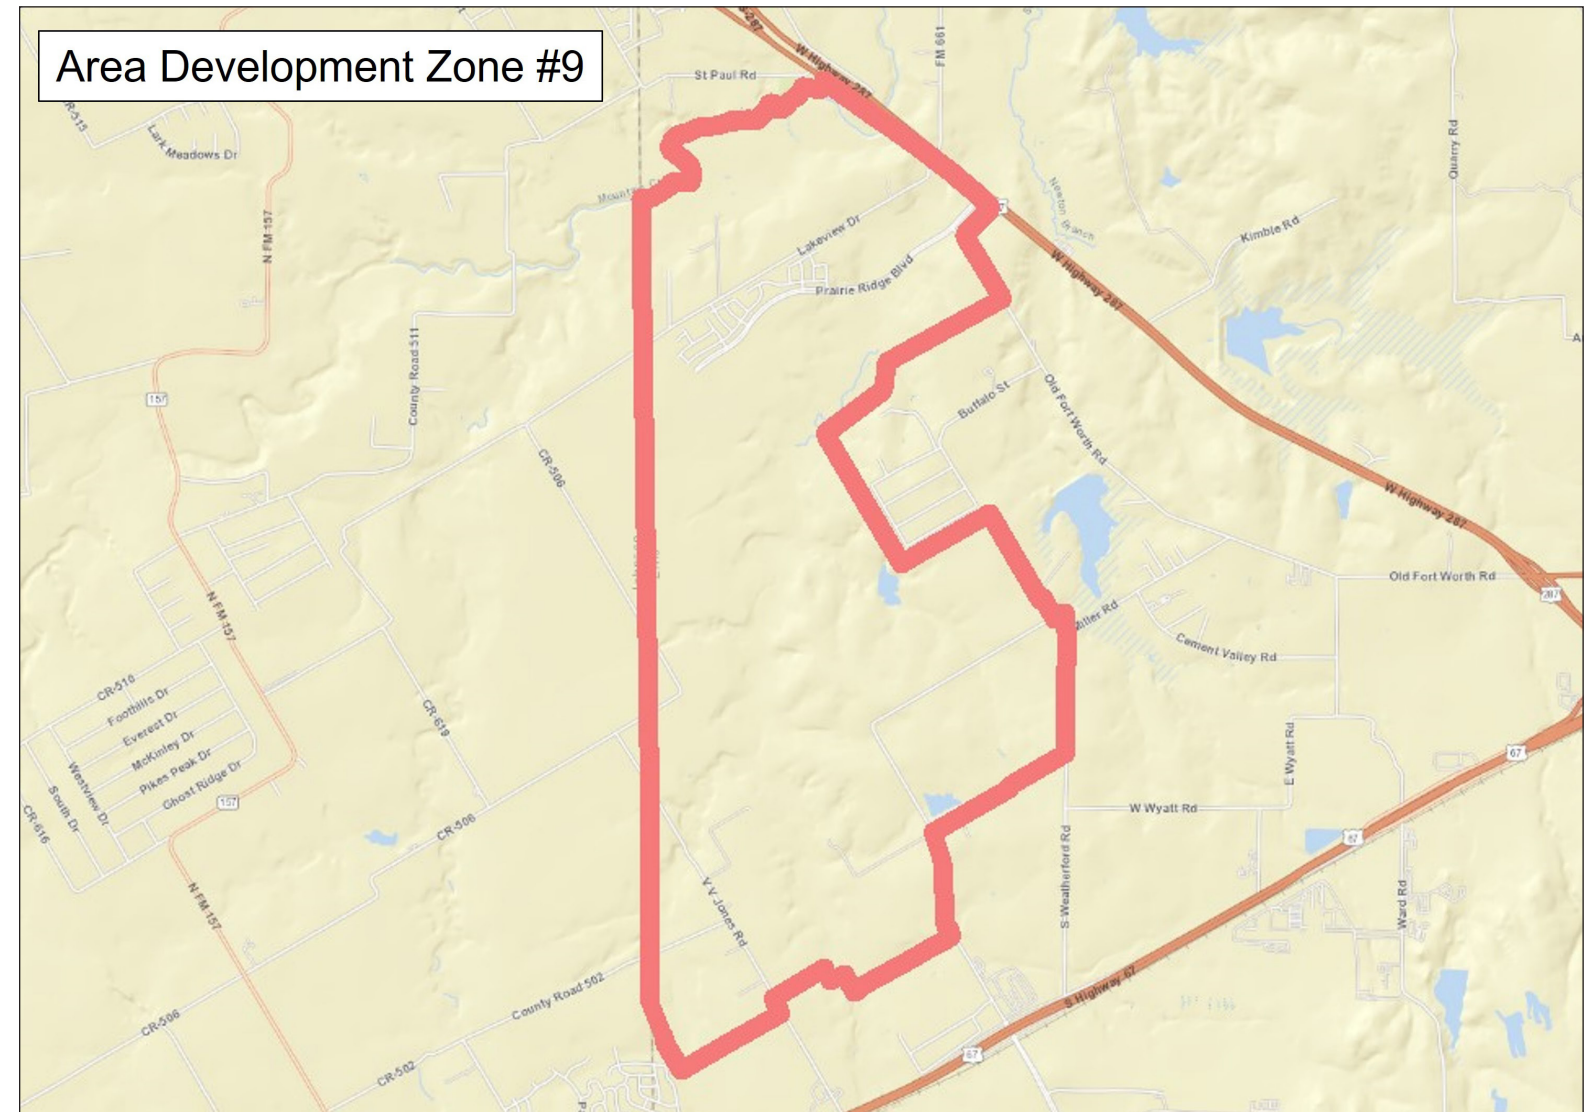 Area Development Zone #9
W Highway 287
FM 661
St Paul Rd
Lark Meadows Dr
Quarry Rd
N FM 157
Newton Branch
Kimble Rd
Lakeview Dr
W Highway 287
Prairie Ridge Blvd
County Road 511
157
Buffalo St
Old Fort Worth Rd
CR-506
W Highway 287
Old Fort Worth Rd
287
N FM 157
Cement Valley Rd
CR-510
Foothills Dr
Everest Dr
McKinley Dr
Pikes Peak Dr
Ghost Ridge Dr
Westview Dr
South Dr
CR-616
CR-619
157
67
E Wyatt Rd
W Wyatt Rd
CR-506
67
S Weatherford Rd
Ward Rd
V V Jones Rd
N FM 157
County Road 502
S Highway 67
CR-506
67
CR-502